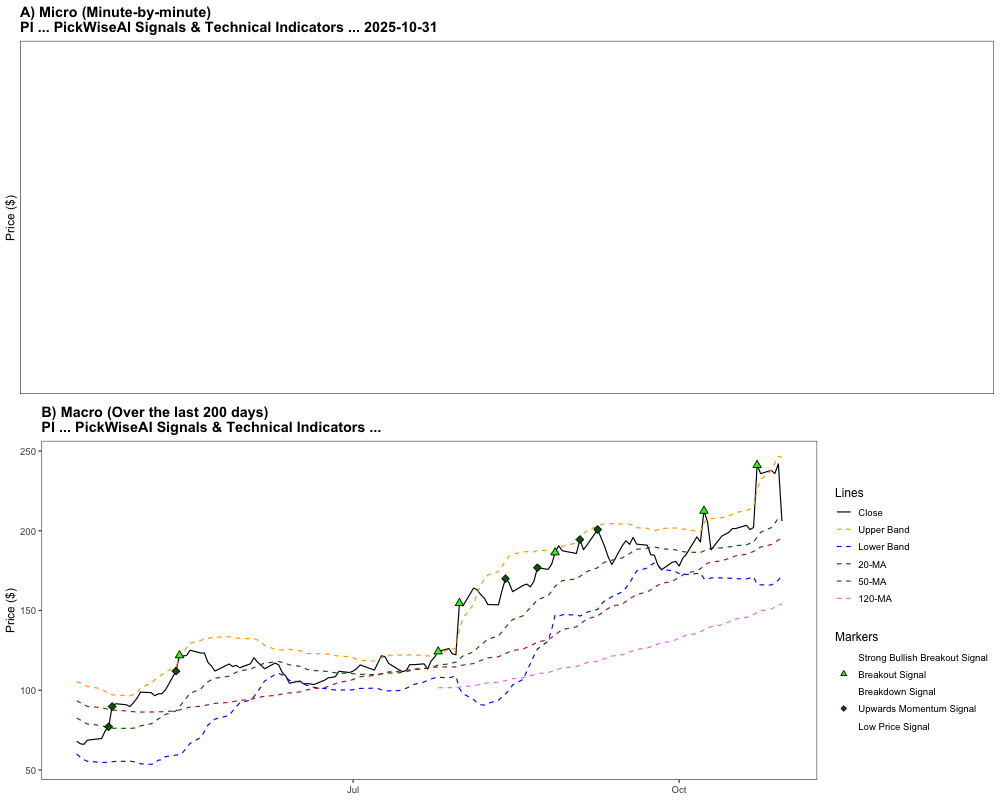 A) Micro (Minute-by-minute)
PI ... PickWiseAI Signals & Technical Indicators ... 2025-10-31
Price ($)
B) Macro (Over the last 200 days)
PI ... PickWiseAI Signals & Technical Indicators ...
Price ($)
250
200
150
100
50
Jul
Oct
Lines
Close
Upper Band
Lower Band
20-MA
50-MA
120-MA
Markers
Strong Bullish Breakout Signal
Breakout Signal
Breakdown Signal
Upwards Momentum Signal
Low Price Signal